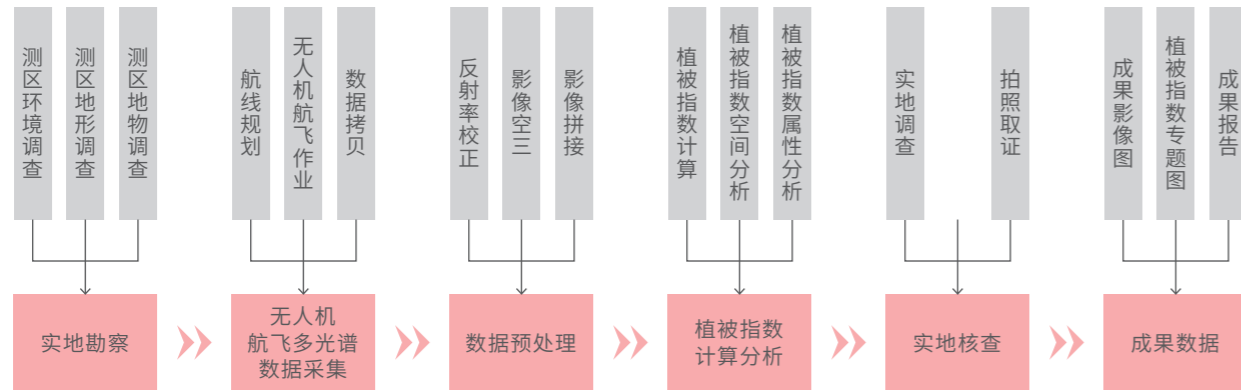 测区环境调查
测区地形调查
测区地物调查
航线规划
无人机航飞作业
数据拷贝
反射率校正
影像空三
影像拼接
植被指数计算
植被指数空间分析
植被指数属性分析
实地调查
拍照取证
成果影像图
植被指数专题图
成果报告
实地勘察
无人机
航飞多光谱
数据采集
数据预处理
植被指数
计算分析
实地核查
成果数据